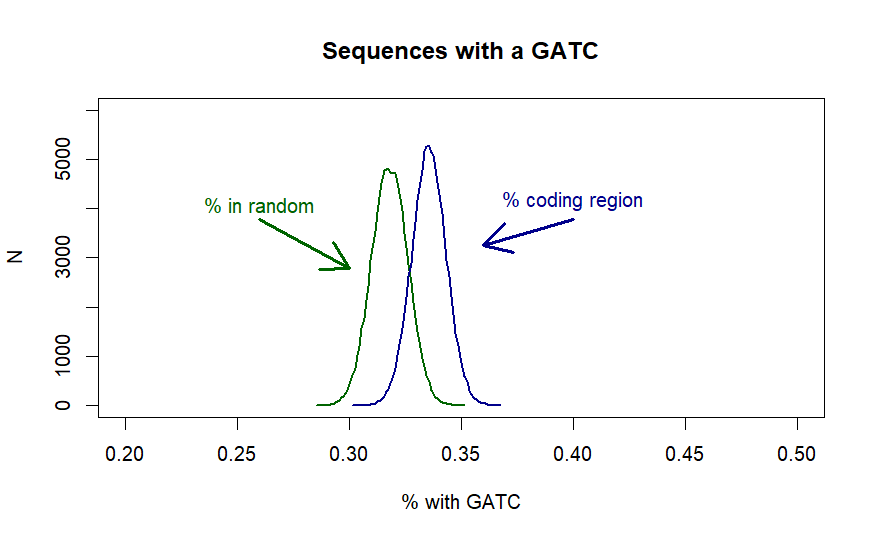 Sequences with a GATC
% in random
% coding region
N
5000
3000
1000
0
0.20 0.25 0.30 0.35 0.40 0.45 0.50
% with GATC